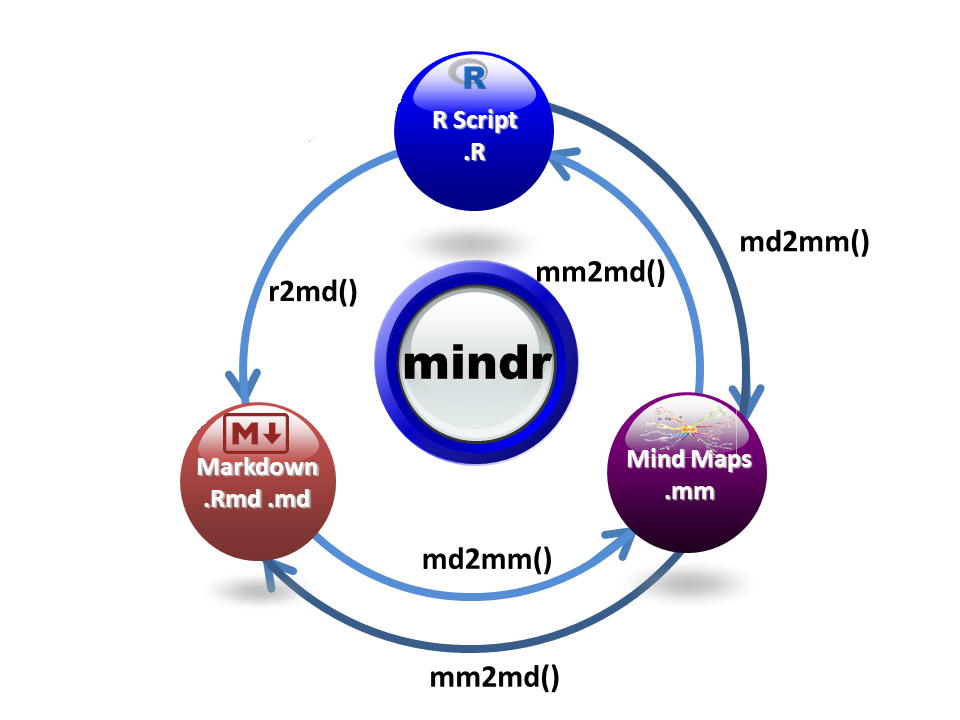 R
R Script
.R
md2mm()
mm2md()
r2md()
mindr
M
Markdown
.Rmd .md
Mind Maps
.mm
md2mm()
mm2md()